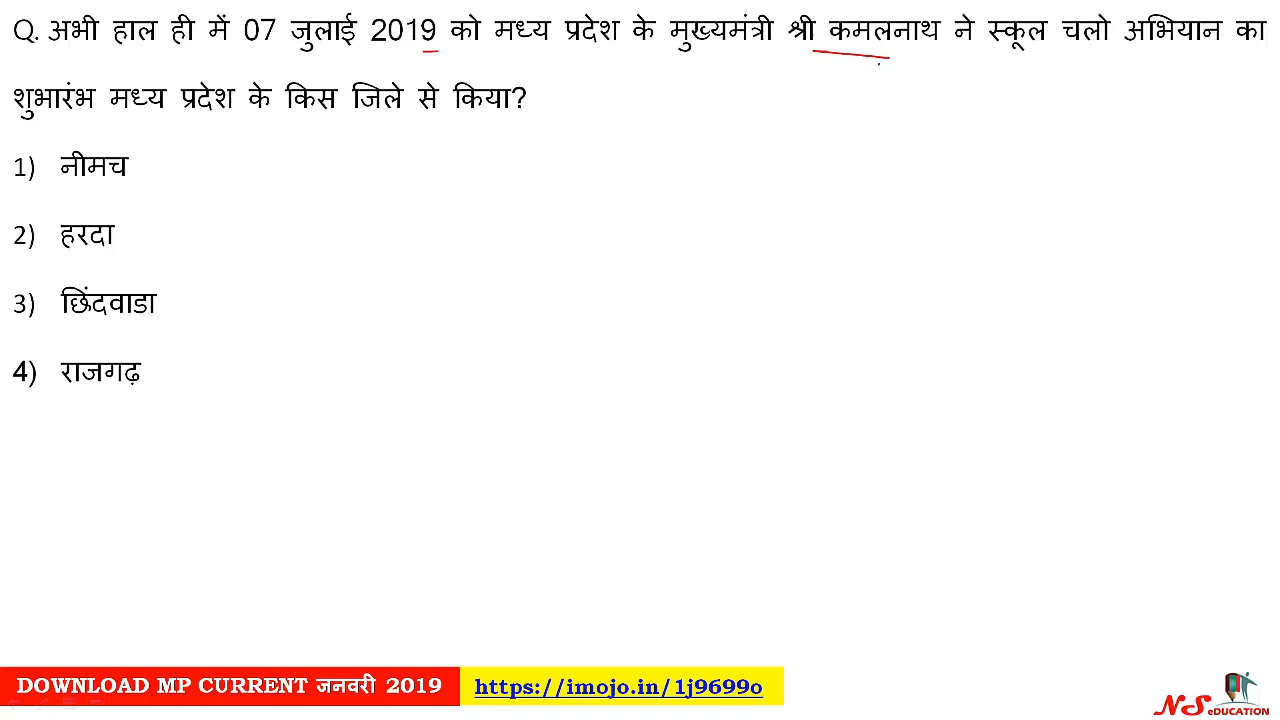 Q. अभी हाल ही में 07 जुलाई 2019 को मध्य प्रदेश के मुख्यमंत्री श्री कमलनाथ ने स्कूल चलो अभियान का
शुभारंभ मध्य प्रदेश के किस जिले से किया?
1) नीमच
2) हरदा
3) छिंदवाडा
4) राजगढ़
DOWNLOAD MP CURRENT जनवरी 2019 https://imojo.in/1j9699o
NS eDUCATION